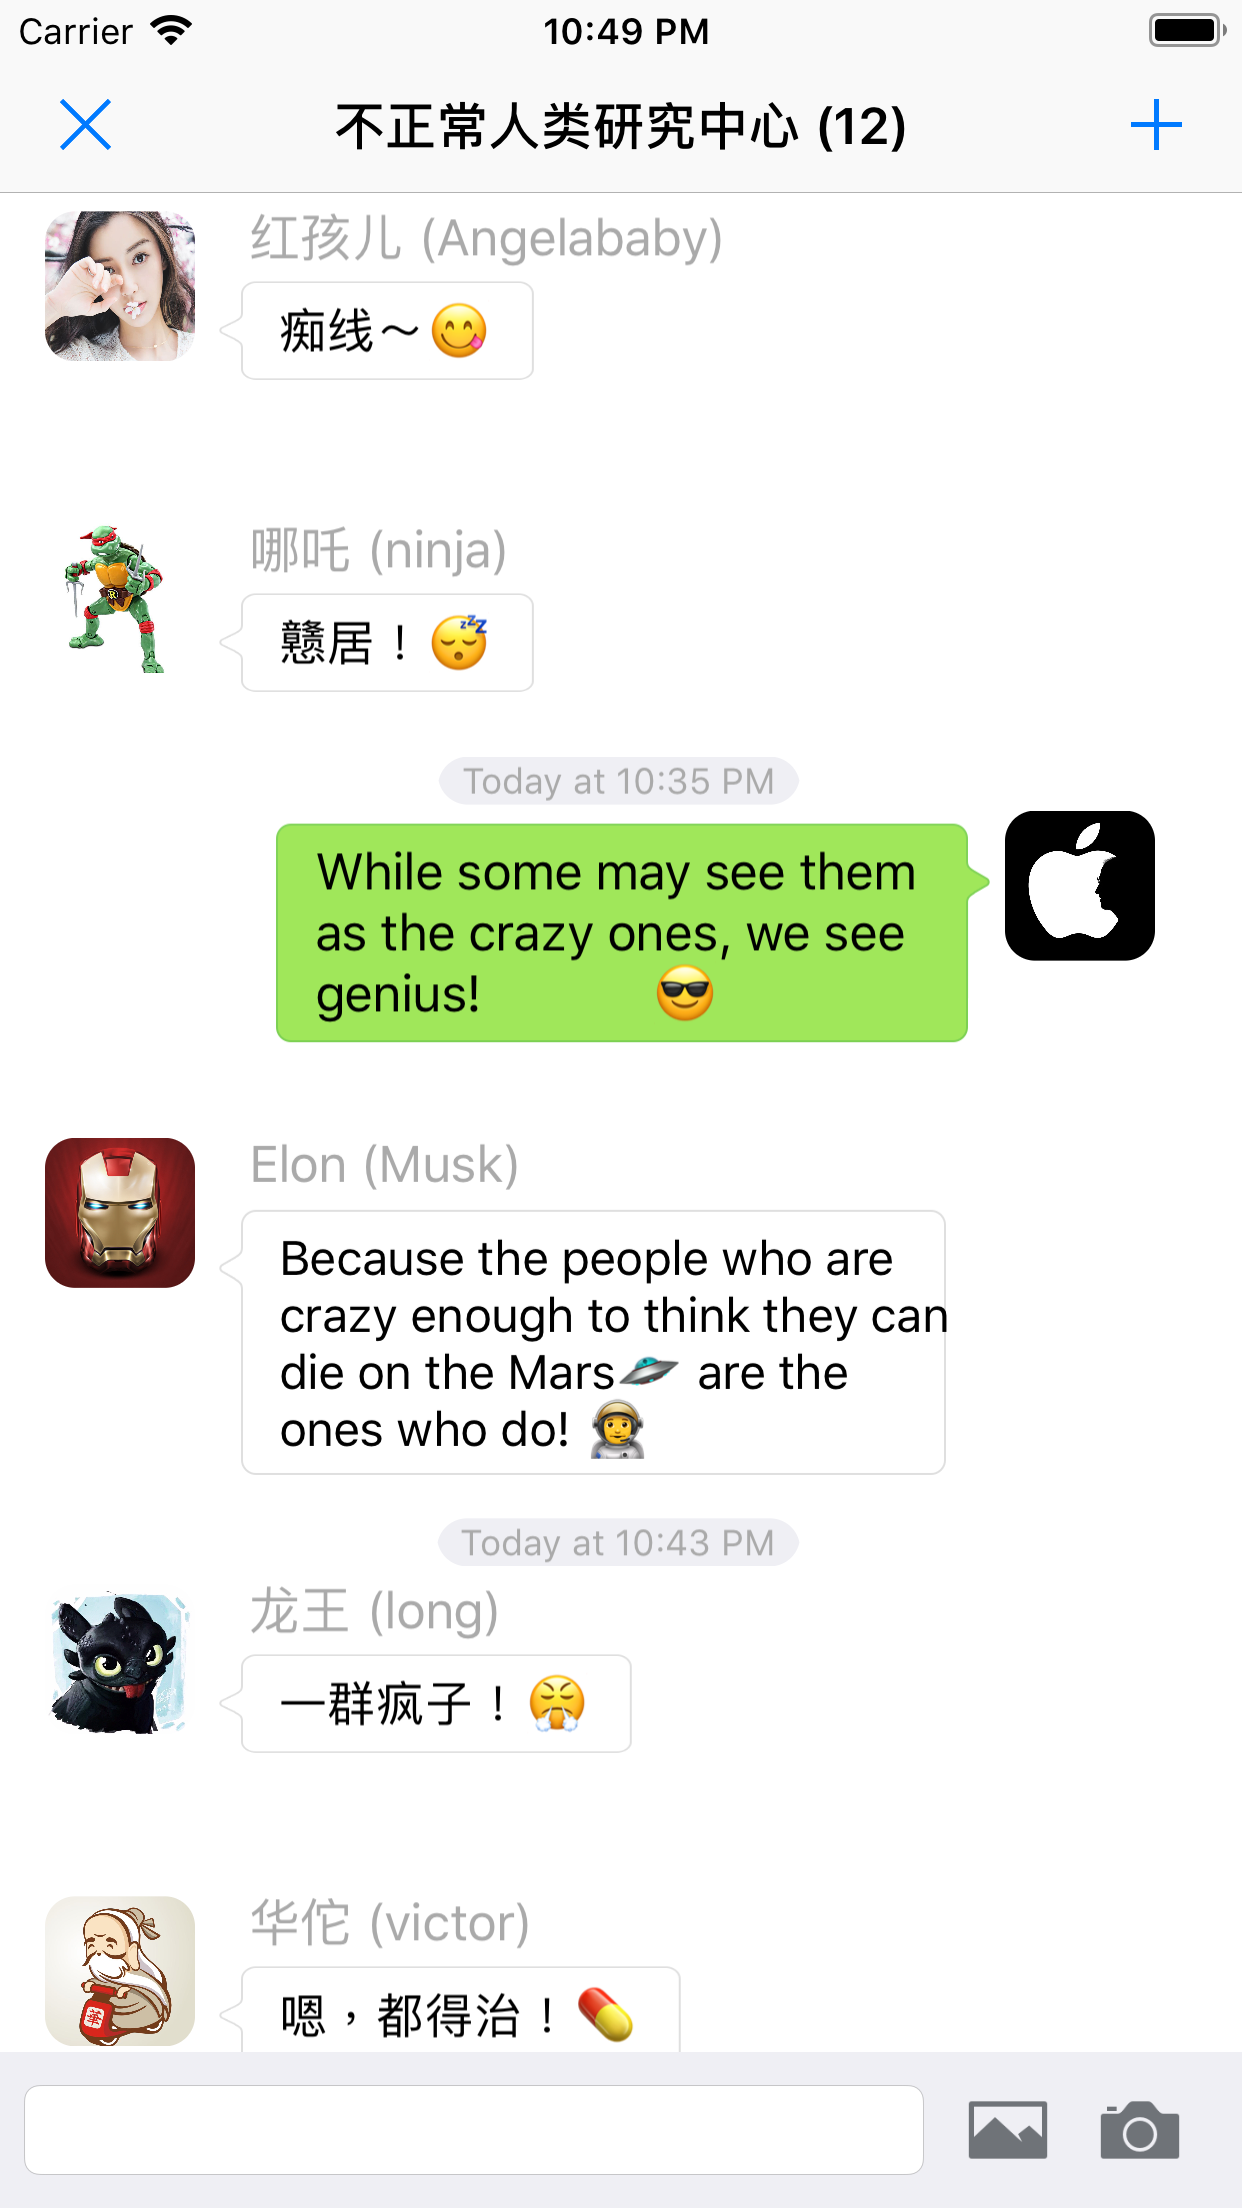 Carrier 10:49 PM
不正常人类研究中心 (12)
红孩儿 (Angelababy)
痴线～😋
哪吒 (ninja)
戆居！😴
Today at 10:35 PM
While some may see them
as the crazy ones, we see
genius! 😎
Elon (Musk)
Because the people who are
crazy enough to think they can
die on the Mars🛸 are the
ones who do! 👨‍🚀
Today at 10:43 PM
龙王 (long)
一群疯子！😤
华佗 (victor)
華
嗯，都得治！💊